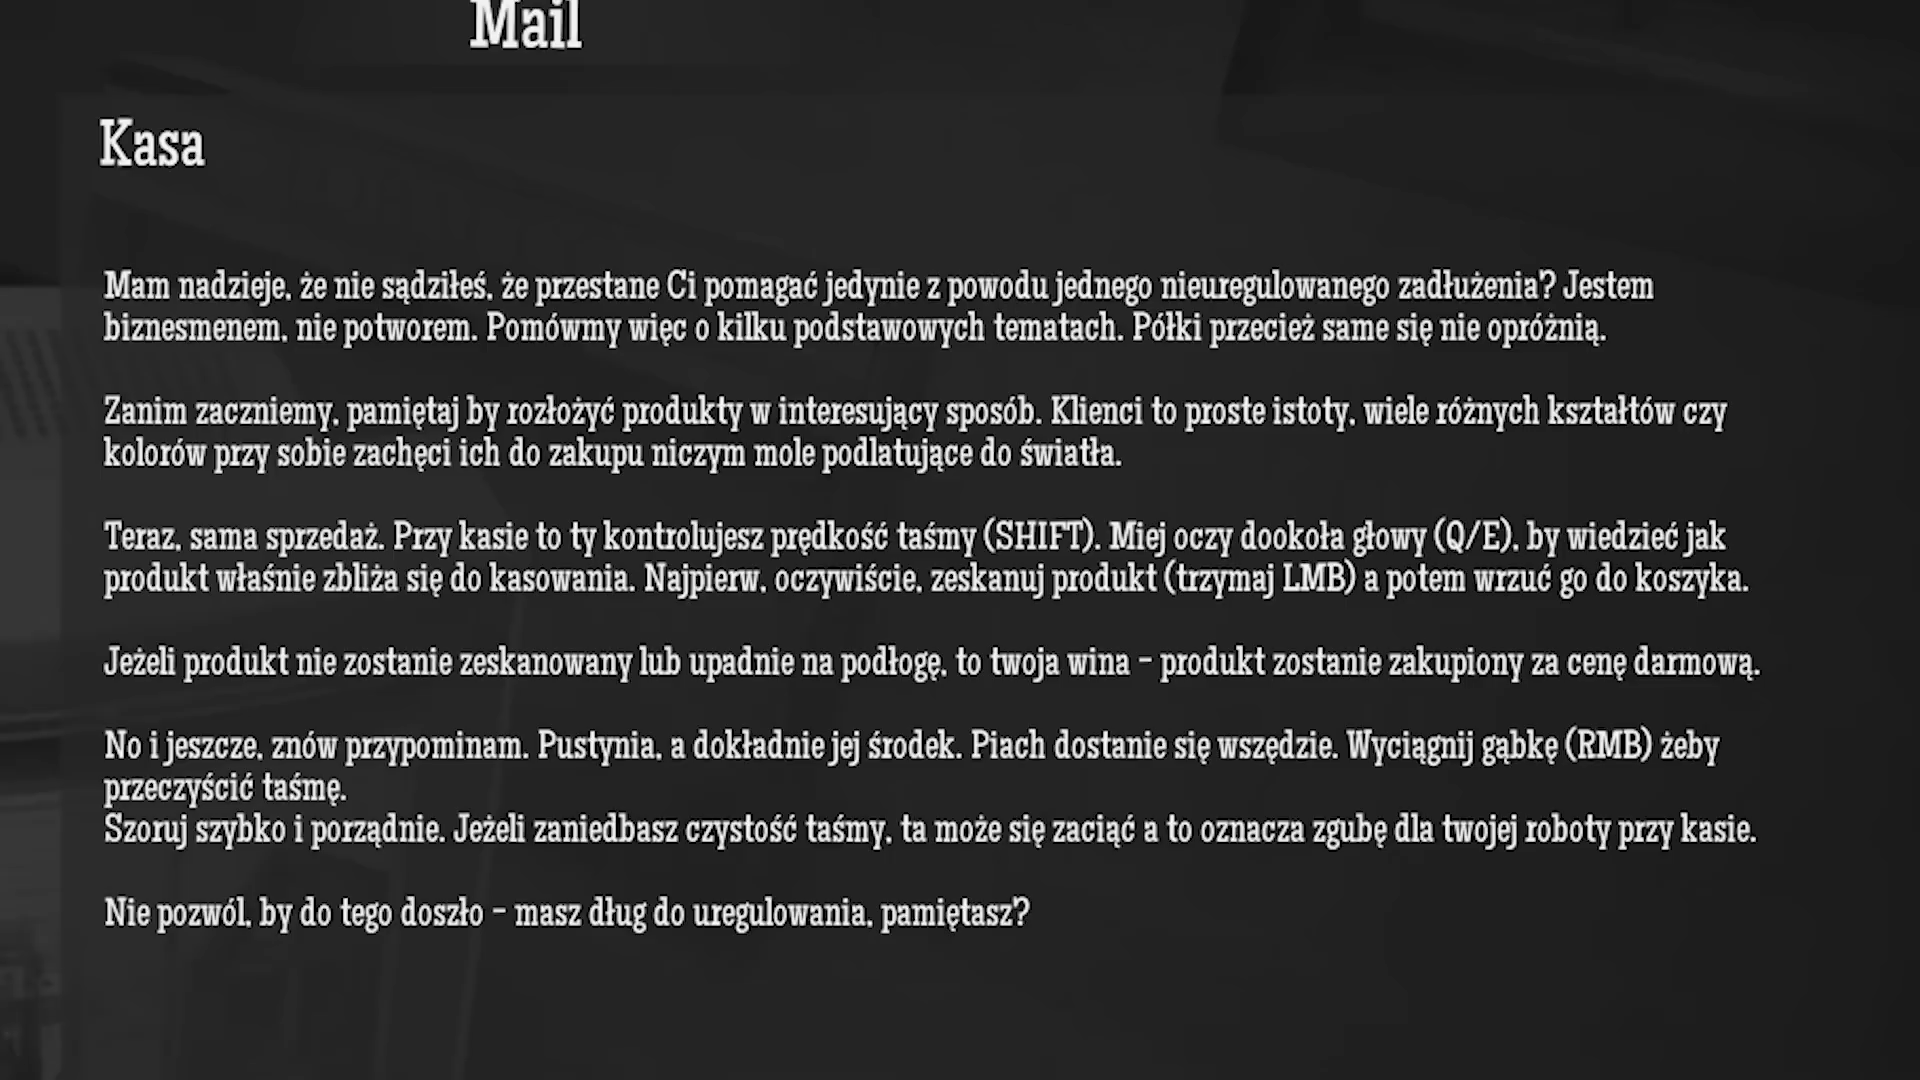 Mail
Kasa
Mam nadzieje, że nie sądziłeś, że przestane Ci pomagać jedynie z powodu jednego nieuregulowanego zadłużenia? Jestem
biznesmenem, nie potworem. Pomówmy więc o kilku podstawowych tematach. Półki przecież same się nie opróżnią.
Zanim zaczniemy, pamiętaj by rozłożyć produkty w interesujący sposób. Klienci to proste istoty, wiele różnych kształtów czy
kolorów przy sobie zachęci ich do zakupu niczym mole podlatujące do światła.
Teraz, sama sprzedaż. Przy kasie to ty kontrolujesz prędkość taśmy (SHIFT). Miej oczy dookoła głowy (Q/E), by wiedzieć jak
produkt właśnie zbliża się do kasowania. Najpierw, oczywiście, zeskanuj produkt (trzymaj LMB) a potem wrzuć go do koszyka.
Jeżeli produkt nie zostanie zeskanowany lub upadnie na podłogę, to twoja wina - produkt zostanie zakupiony za cenę darmową.
No i jeszcze, znów przypominam. Pustynia, a dokładnie jej środek. Piach dostanie się wszędzie. Wyciągnij gąbkę (RMB) żeby
przeczyścić taśmę.
Szoruj szybko i porządnie. Jeżeli zaniedbasz czystość taśmy, ta może się zaciąć a to oznacza zgubę dla twojej roboty przy kasie.
Nie pozwól, by do tego doszło - masz dług do uregulowania, pamiętasz?